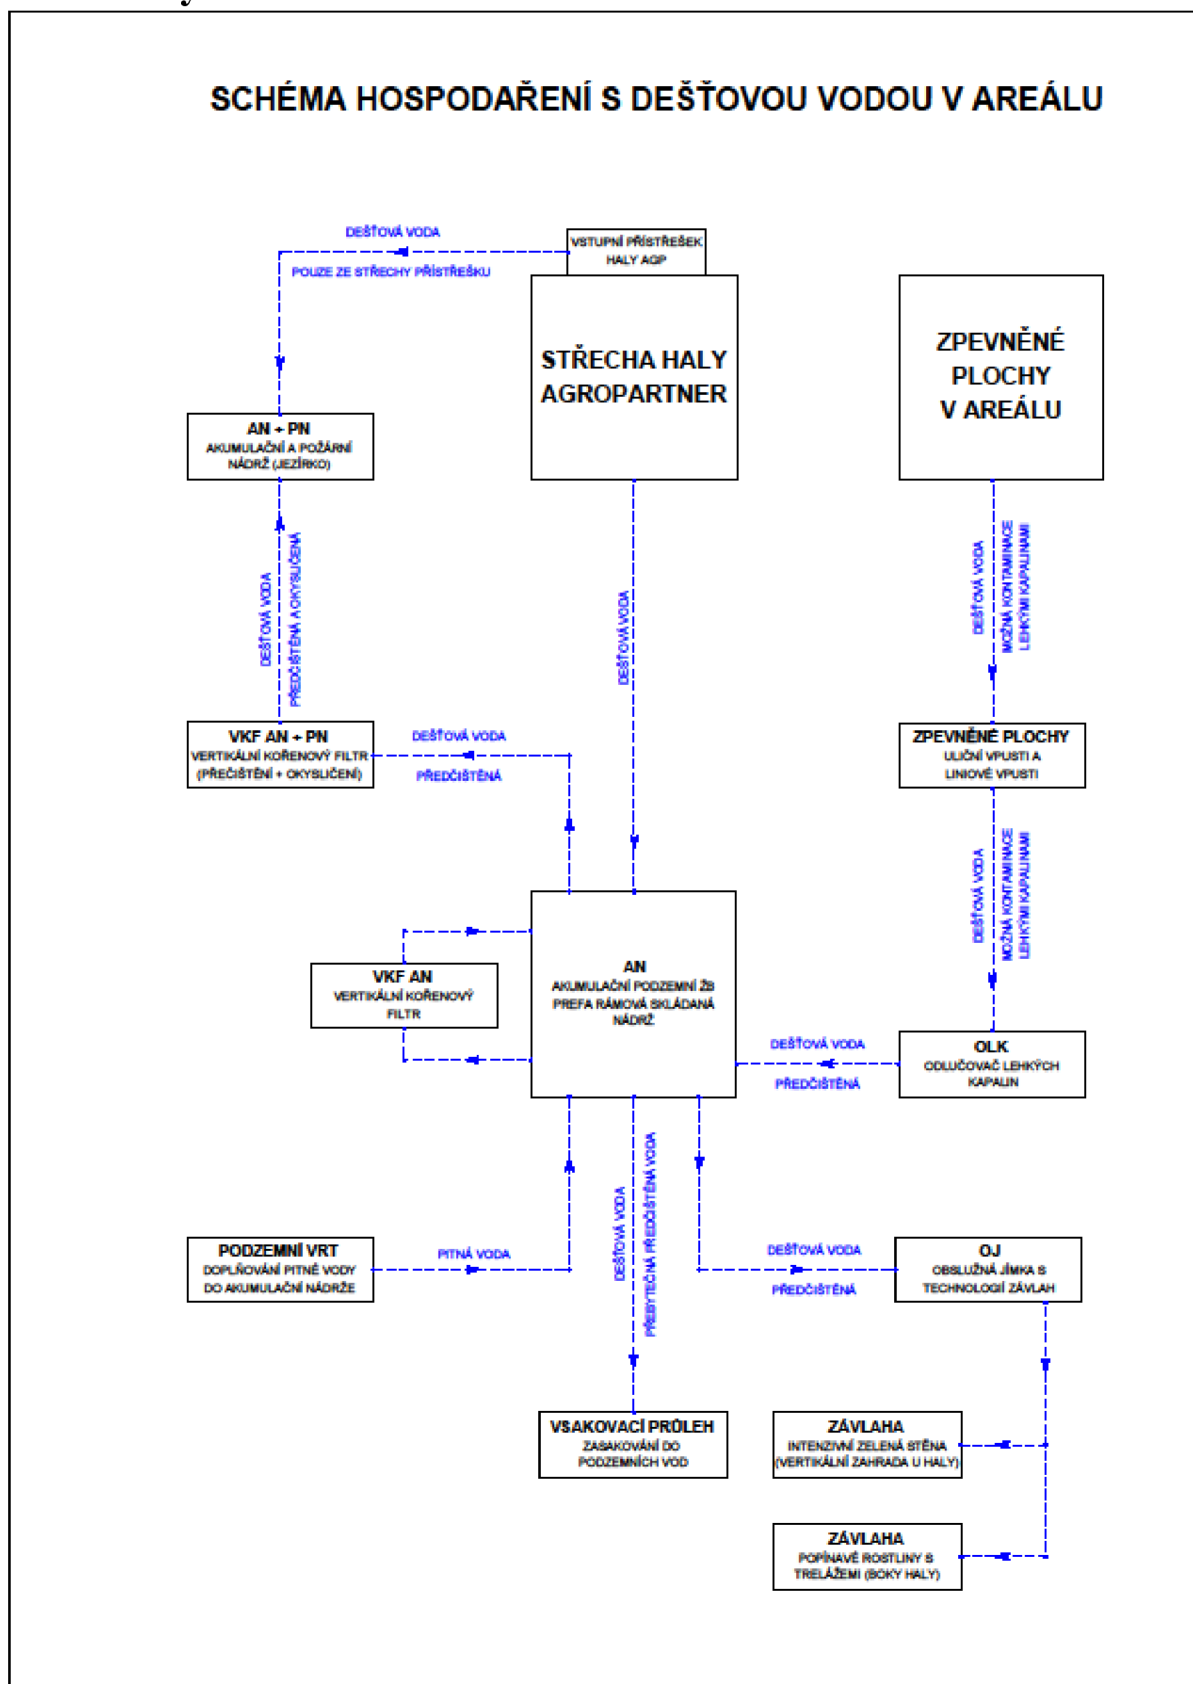 SCHÉMA HOSPODAŘENÍ S DEŠŤOVOU VODOU V AREÁLU
DEŠŤOVÁ VODA
POUZE ZE STŘECHY PŘÍSTŘEŠKU
VSTUPNÍ PŘÍSTŘEŠEK
HALY AGP
STŘECHA HALY
AGROPARTNER
ZPEVNĚNÉ
PLOCHY
V AREÁLU
AN + PN
AKUMULAČNÍ A POŽÁRNÍ
NÁDRŽ (JEZÍRKO)
DEŠŤOVÁ VODA
PŘEDČIŠTĚNÁ A OKYSLIČENÁ
DEŠŤOVÁ VODA
DEŠŤOVÁ VODA
MOŽNÁ KONTAMINACE
LEHKÝMI KAPALINAMI
VKF AN + PN
VERTIKÁLNÍ KOŘENOVÝ FILTR
(PŘEČIŠTĚNÍ + OKYSLIČENÍ)
DEŠŤOVÁ VODA
PŘEDČIŠTĚNÁ
ZPEVNĚNÉ PLOCHY
ULIČNÍ VPUSTI A
LINIOVÉ VPUSTI
DEŠŤOVÁ VODA
MOŽNÁ KONTAMINACE
LEHKÝMI KAPALINAMI
VKF AN
VERTIKÁLNÍ KOŘENOVÝ
FILTR
AN
AKUMULAČNÍ PODZEMNÍ ŽB
PREFA RÁMOVÁ SKLÁDANÁ
NÁDRŽ
DEŠŤOVÁ VODA
PŘEDČIŠTĚNÁ
OLK
ODLUČOVAČ LEHKÝCH
KAPALIN
PODZEMNÍ VRT
DOPLŇOVÁNÍ PITNÉ VODY
DO AKUMULAČNÍ NÁDRŽE
PITNÁ VODA
DEŠŤOVÁ VODA
PŘEBYTEČNÁ PŘEDČIŠTĚNÁ VODA
DEŠŤOVÁ VODA
PŘEDČIŠTĚNÁ
OJ
OBSLUŽNÁ JÍMKA S
TECHNOLOGIÍ ZÁVLAH
VSAKOVACÍ PRŮLEH
ZASAKOVÁNÍ DO
PODZEMNÍCH VOD
ZÁVLAHA
INTENZIVNÍ ZELENÁ STĚNA
(VERTIKÁLNÍ ZAHRADA U HALY)
ZÁVLAHA
POPÍNAVÉ ROSTLINY S
TRELÁŽEMI (BOKY HALY)